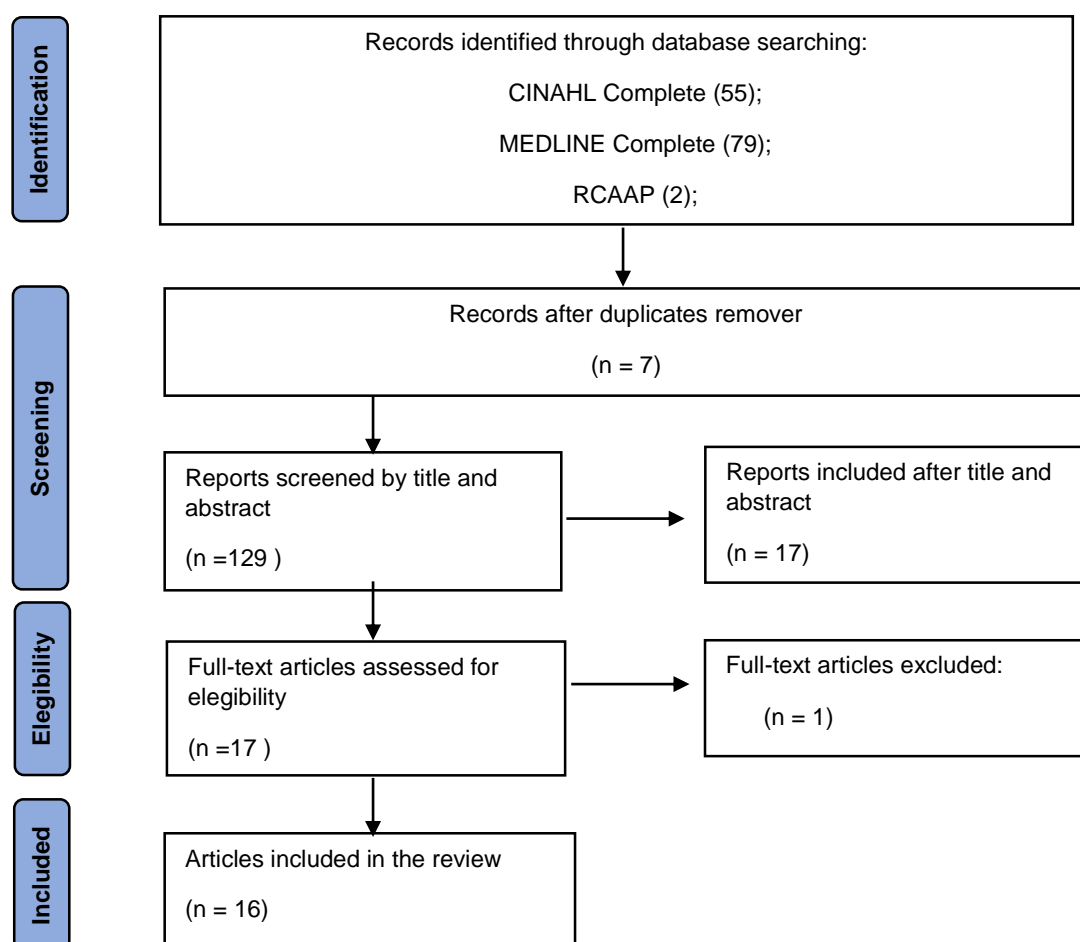 Identification
Records identified through database searching:
CINAHL Complete (55);
MEDLINE Complete (79);
RCAAP (2);
Screening
Records after duplicates remover
(n = 7)
Reports screened by title and
abstract
(n =129 )
Reports included after title and
abstract
(n = 17)
Elegibility
Full-text articles assessed for
elegibility
(n =17 )
Full-text articles excluded:
(n = 1)
Included
Articles included in the review
(n = 16)